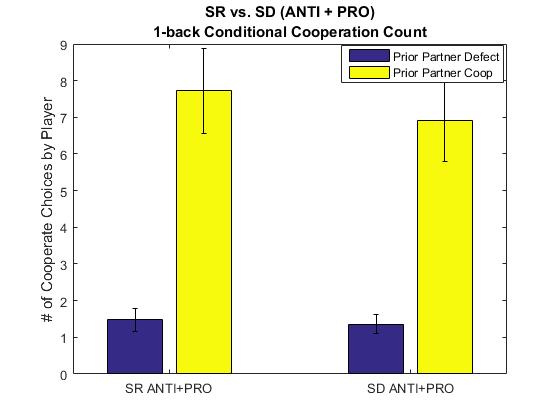 SR vs. SD (ANTI + PRO)
1-back Conditional Cooperation Count
# of Cooperate Choices by Player
9
8
7
6
5
4
3
2
1
0
Prior Partner Defect
Prior Partner Coop
SR ANTI+PRO
SD ANTI+PRO